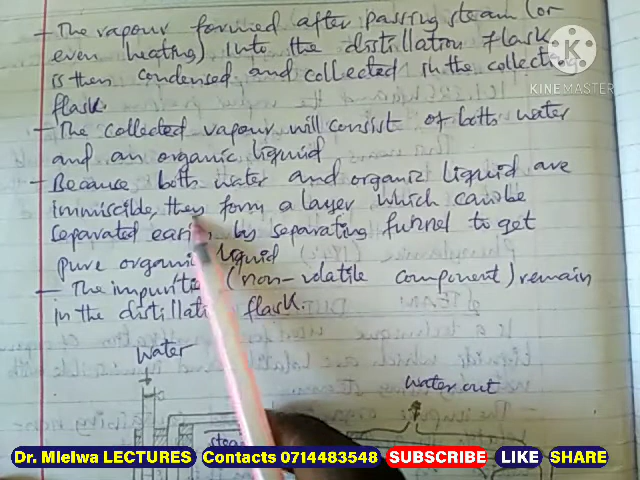 - The vapour formed after passing steam (or
even heating) into the distillation flask
is then condensed and collected in the collecting
flask.
- The collected vapour will consist of both water
and an organic liquid
- Because both water and organic liquid are
immiscible, they form a layer which can be
separated by separating funnel to get
pure organic liquid
- The impurities (non-volatile component) remain
in the distillation flask.
Water
water out
KINEMASTER
Dr. Mlelwa LECTURES Contacts 0714483548 SUBSCRIBE LIKE SHARE